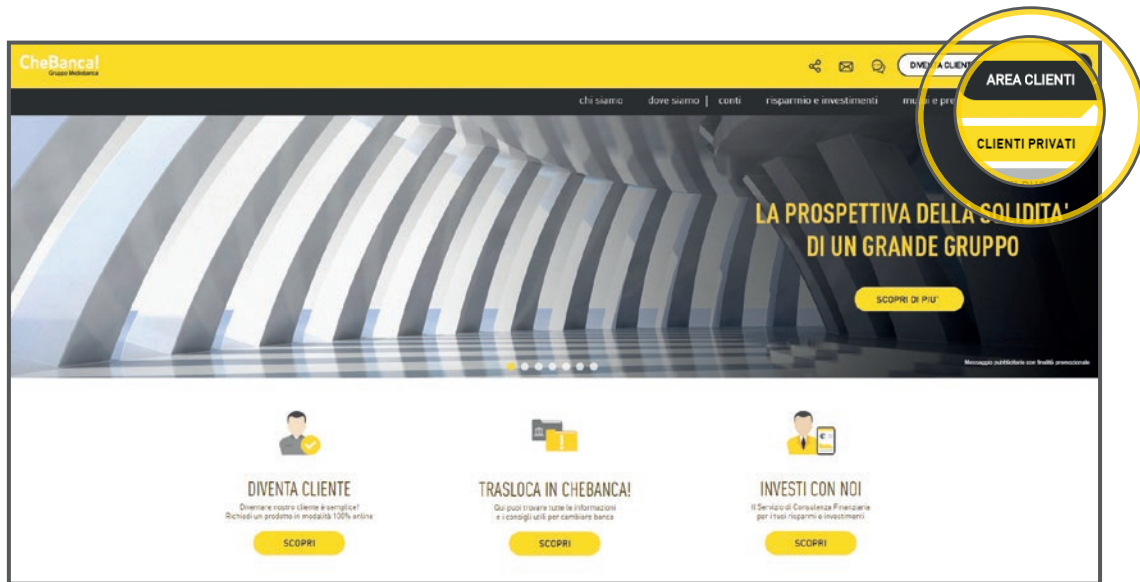 CheBanca!
Gruppo Mediobanca
DIVENTA CLIENTE
AREA CLIENTI
CLIENTI PRIVATI
chi siamo
dove siamo
conti
risparmio e investimenti
LA PROSPETTIVA DELLA SOLIDITA'
DI UN GRANDE GRUPPO
SCOPRI DI PIU'
Messaggio pubblicitario con finalità promozionale
DIVENTA CLIENTE
Diventare nostro cliente è semplice!
Richiedi un prodotto in modalità 100% online
SCOPRI
TRASLOCA IN CHEBANCA!
Qui puoi trovare tutte le informazioni
e i consigli utili per cambiare banca
SCOPRI
INVESTI CON NOI
Il Servizio di Consulenza Finanziaria
per i tuoi risparmi e investimenti
SCOPRI